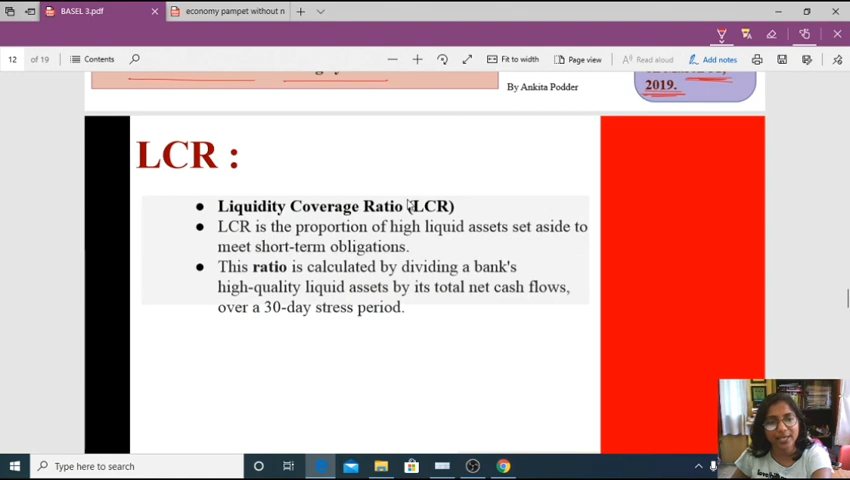 BASEL 3.pdf
economy pampet without n
12 of 19
Contents
Fit to width
Page view
Read aloud
Add notes
By Ankita Podder
2019.
LCR :
● Liquidity Coverage Ratio (LCR)
● LCR is the proportion of high liquid assets set aside to
meet short-term obligations.
● This ratio is calculated by dividing a bank's
high-quality liquid assets by its total net cash flows,
over a 30-day stress period.
Type here to search